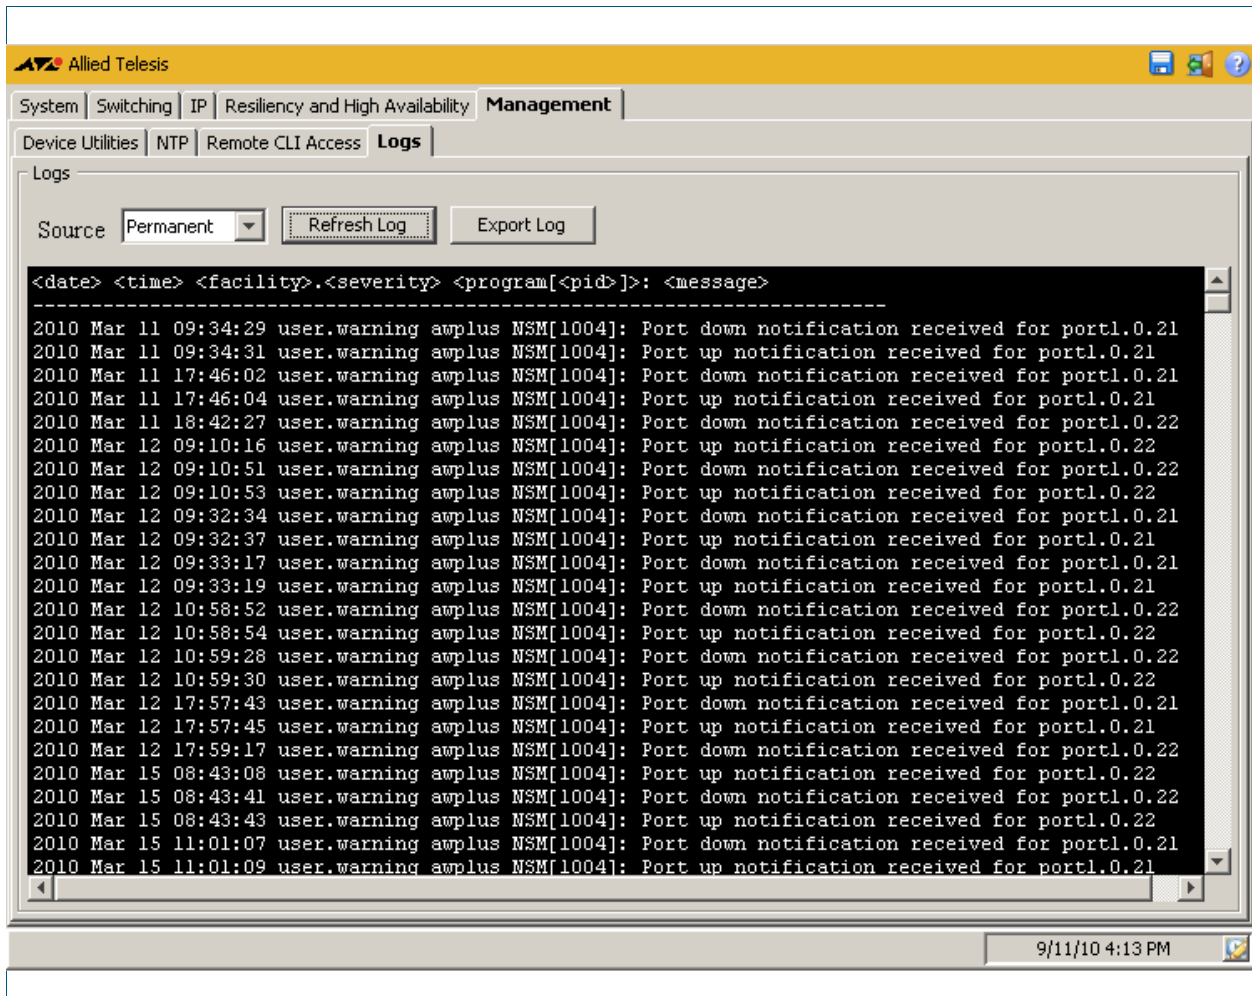 Allied Telesis
System Switching IP Resiliency and High Availability Management
Device Utilities NTP Remote CLI Access Logs
Logs
Source Permanent Refresh Log Export Log
<date> <time> <facility>.<severity> <program[<pid>]>: <message>
-------------------------------------------------------------------------
2010 Mar 11 09:34:29 user.warning awplus NSM[1004]: Port down notification received for port1.0.21
2010 Mar 11 09:34:31 user.warning awplus NSM[1004]: Port up notification received for port1.0.21
2010 Mar 11 17:46:02 user.warning awplus NSM[1004]: Port down notification received for port1.0.21
2010 Mar 11 17:46:04 user.warning awplus NSM[1004]: Port up notification received for port1.0.21
2010 Mar 11 18:42:27 user.warning awplus NSM[1004]: Port down notification received for port1.0.22
2010 Mar 12 09:10:16 user.warning awplus NSM[1004]: Port up notification received for port1.0.22
2010 Mar 12 09:10:51 user.warning awplus NSM[1004]: Port down notification received for port1.0.22
2010 Mar 12 09:10:53 user.warning awplus NSM[1004]: Port up notification received for port1.0.22
2010 Mar 12 09:32:34 user.warning awplus NSM[1004]: Port down notification received for port1.0.21
2010 Mar 12 09:32:37 user.warning awplus NSM[1004]: Port up notification received for port1.0.21
2010 Mar 12 09:33:17 user.warning awplus NSM[1004]: Port down notification received for port1.0.21
2010 Mar 12 09:33:19 user.warning awplus NSM[1004]: Port up notification received for port1.0.21
2010 Mar 12 10:58:52 user.warning awplus NSM[1004]: Port down notification received for port1.0.22
2010 Mar 12 10:58:54 user.warning awplus NSM[1004]: Port up notification received for port1.0.22
2010 Mar 12 10:59:28 user.warning awplus NSM[1004]: Port down notification received for port1.0.22
2010 Mar 12 10:59:30 user.warning awplus NSM[1004]: Port up notification received for port1.0.22
2010 Mar 12 17:57:43 user.warning awplus NSM[1004]: Port down notification received for port1.0.21
2010 Mar 12 17:57:45 user.warning awplus NSM[1004]: Port up notification received for port1.0.21
2010 Mar 12 17:59:17 user.warning awplus NSM[1004]: Port down notification received for port1.0.22
2010 Mar 15 08:43:08 user.warning awplus NSM[1004]: Port up notification received for port1.0.22
2010 Mar 15 08:43:41 user.warning awplus NSM[1004]: Port down notification received for port1.0.22
2010 Mar 15 08:43:43 user.warning awplus NSM[1004]: Port up notification received for port1.0.22
2010 Mar 15 11:01:07 user.warning awplus NSM[1004]: Port down notification received for port1.0.21
2010 Mar 15 11:01:09 user.warning awplus NSM[1004]: Port up notification received for port1.0.21
9/11/10 4:13 PM